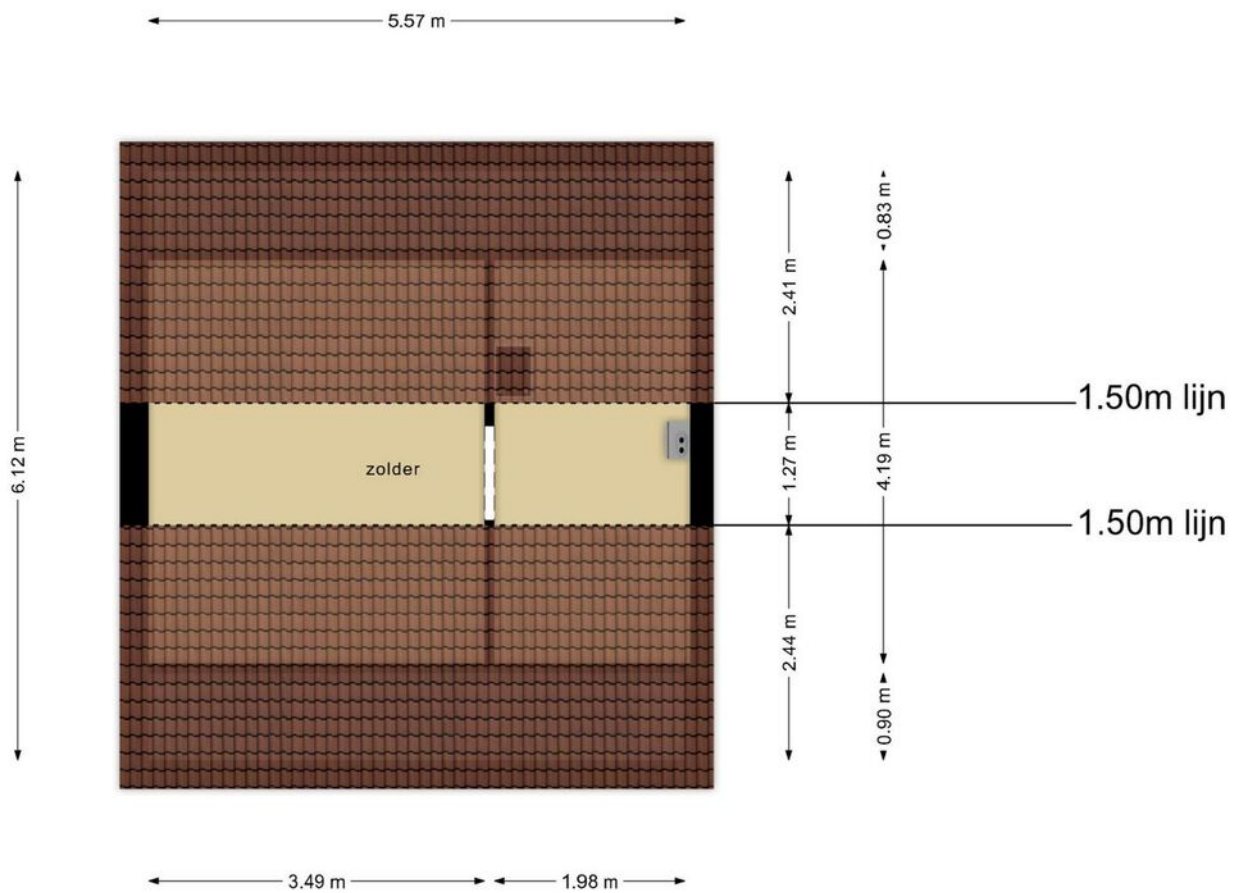 5.57 m
0.83 m
2.41 m
1.50m lijn
6.12 m
zolder
1.27 m
4.19 m
1.50m lijn
2.44 m
0.90 m
3.49 m
1.98 m